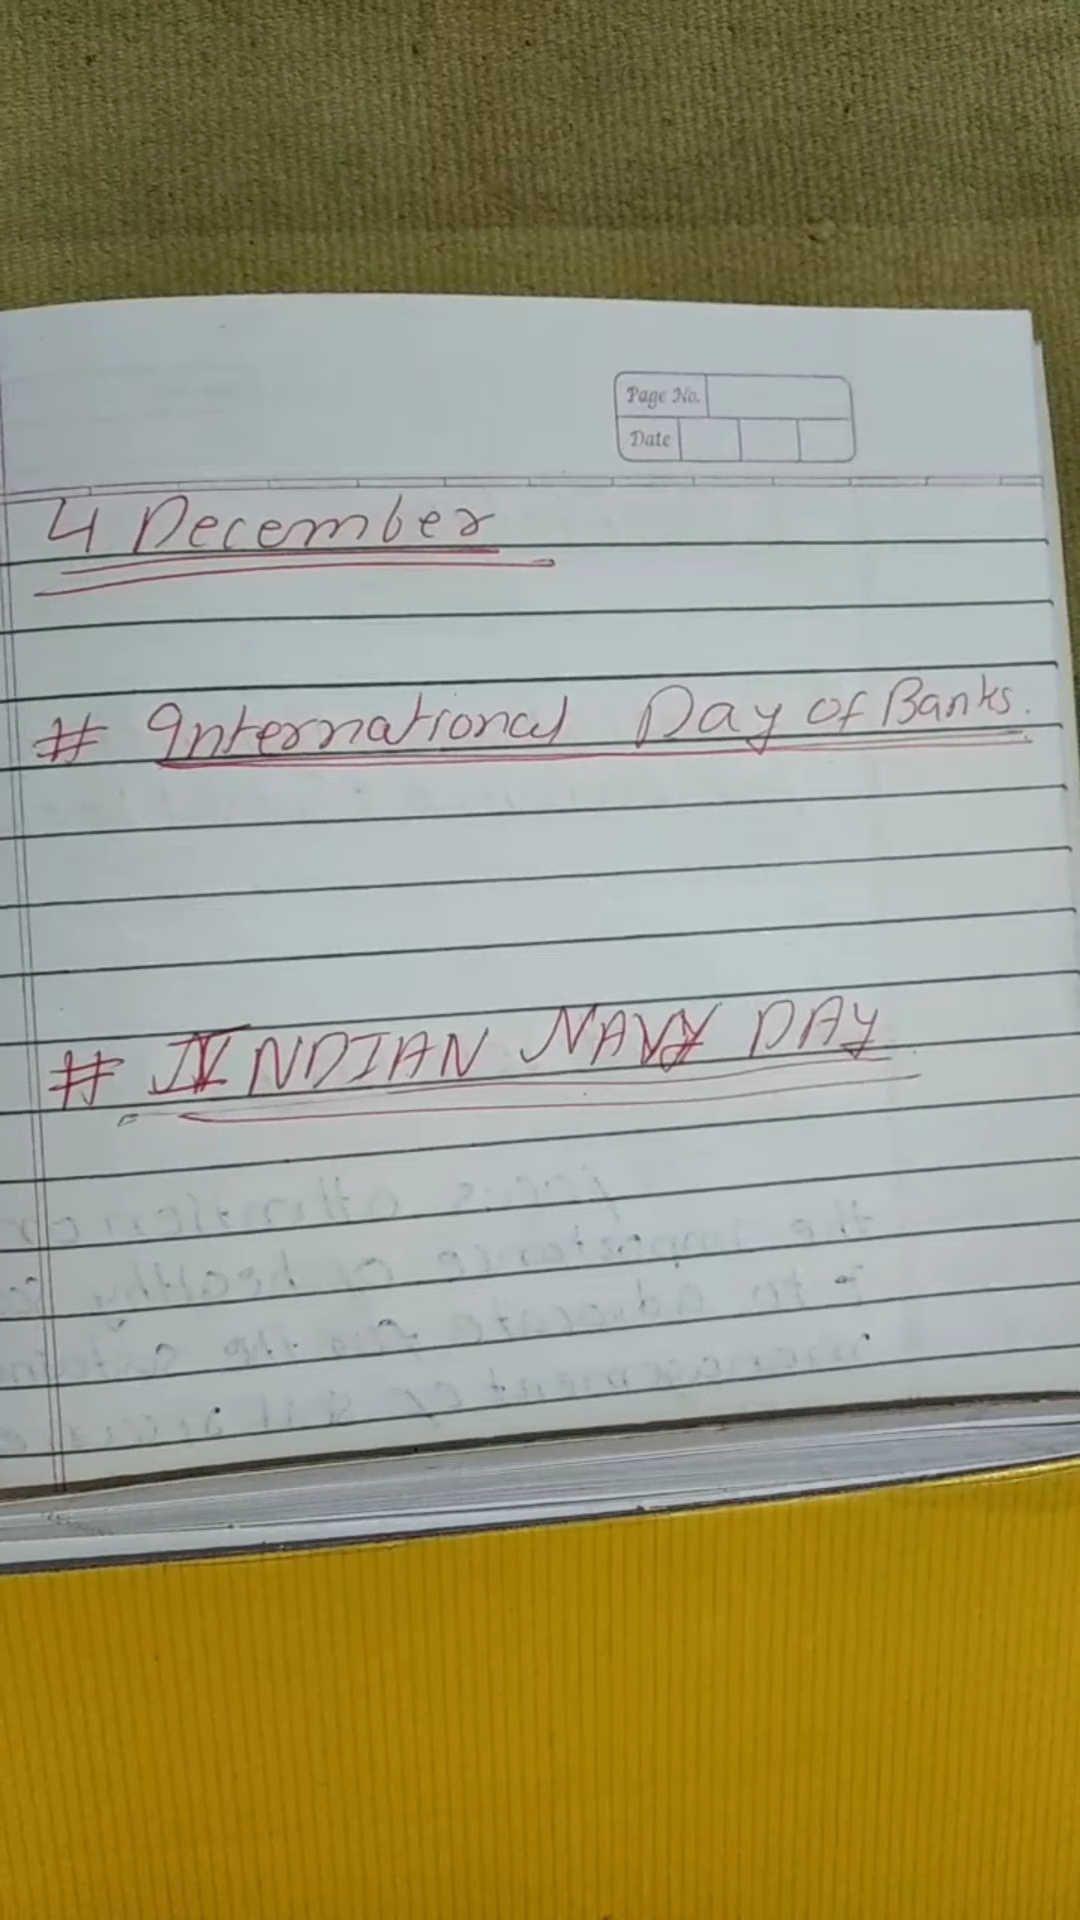 Page No.
Date
4 December
# International Day of Banks.
# INDIAN NAVY DAY